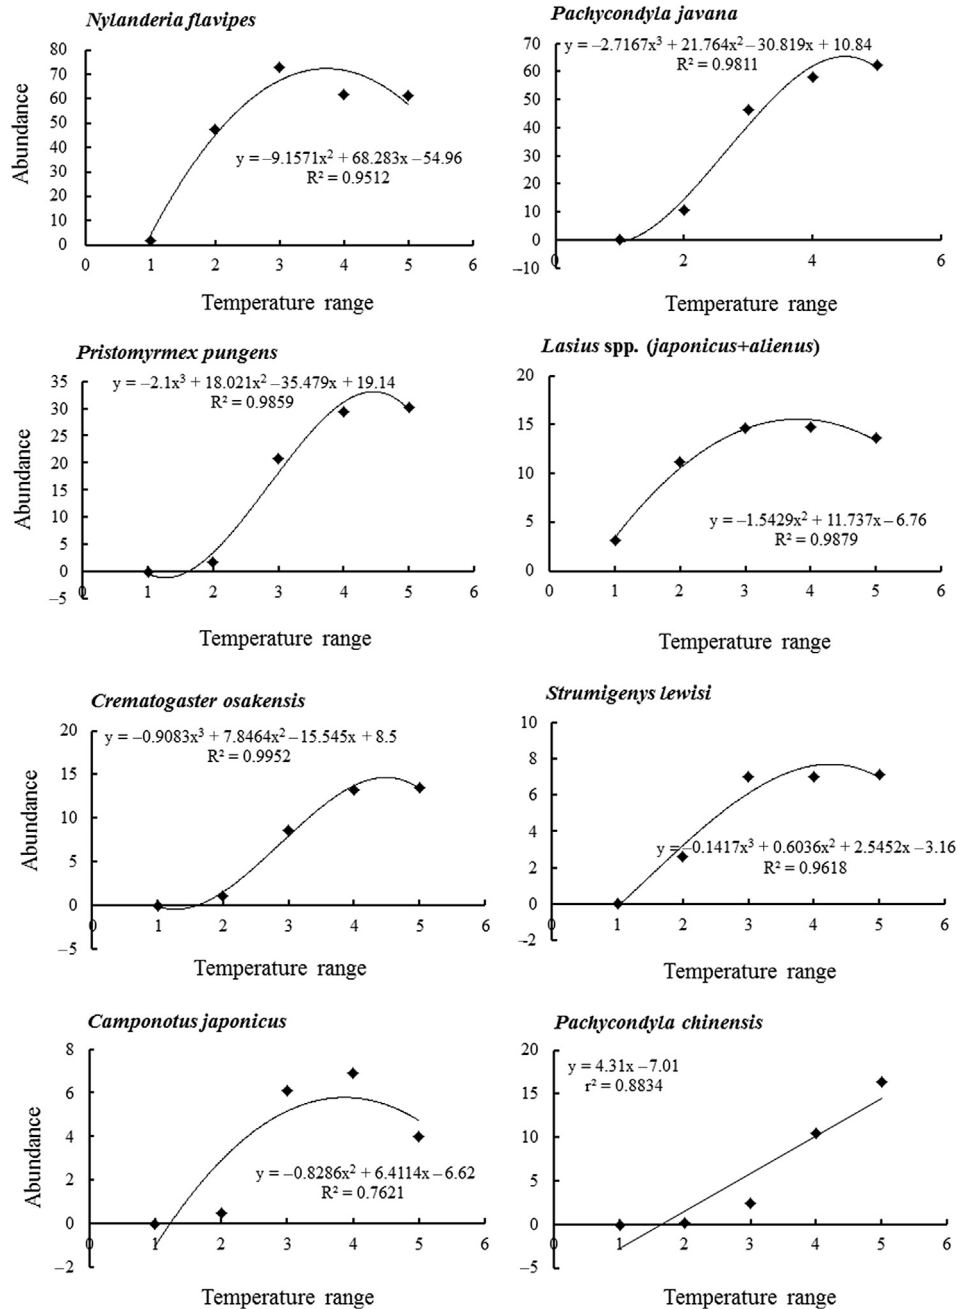 Nylanderia flavipes
80
70
60
50
40
30
20
10
0
Abundance
y = –9.1571x² + 68.283x –54.96
R² = 0.9512
0 1 2 3 4 5 6
Temperature range
Pachycondyla javana
y = –2.7167x³ + 21.764x² – 30.819x + 10.84
R² = 0.9811
70
60
50
40
30
20
10
0
–10
0 2 4 6
Temperature range
Pristomyrmex pungens
y = –2.1x³ + 18.021x² –35.479x + 19.14
R² = 0.9859
35
30
25
20
15
10
5
0
–5
Abundance
0 1 2 3 4 5 6
Temperature range
Lasius spp. (japonicus+alienus)
20
15
10
5
0
y = –1.5429x² + 11.737x – 6.76
R² = 0.9879
0 1 2 3 4 5 6
Temperature range
Crematogaster osakensis
y = –0.9083x³ + 7.8464x² – 15.545x + 8.5
R² = 0.9952
20
15
10
5
0
–5
Abundance
0 1 2 3 4 5 6
Temperature range
Strumigenys lewisi
10
8
6
4
2
0
–2
y = –0.1417x³ + 0.6036x² + 2.5452x – 3.16
R² = 0.9618
0 1 2 3 4 5 6
Temperature range
Camponotus japonicus
8
6
4
2
0
–2
Abundance
y = –0.8286x² + 6.4114x – 6.62
R² = 0.7621
0 1 2 3 4 5 6
Temperature range
Pachycondyla chinensis
y = 4.31x –7.01
r² = 0.8834
20
15
10
5
0
–5
0 1 2 3 4 5 6
Temperature range